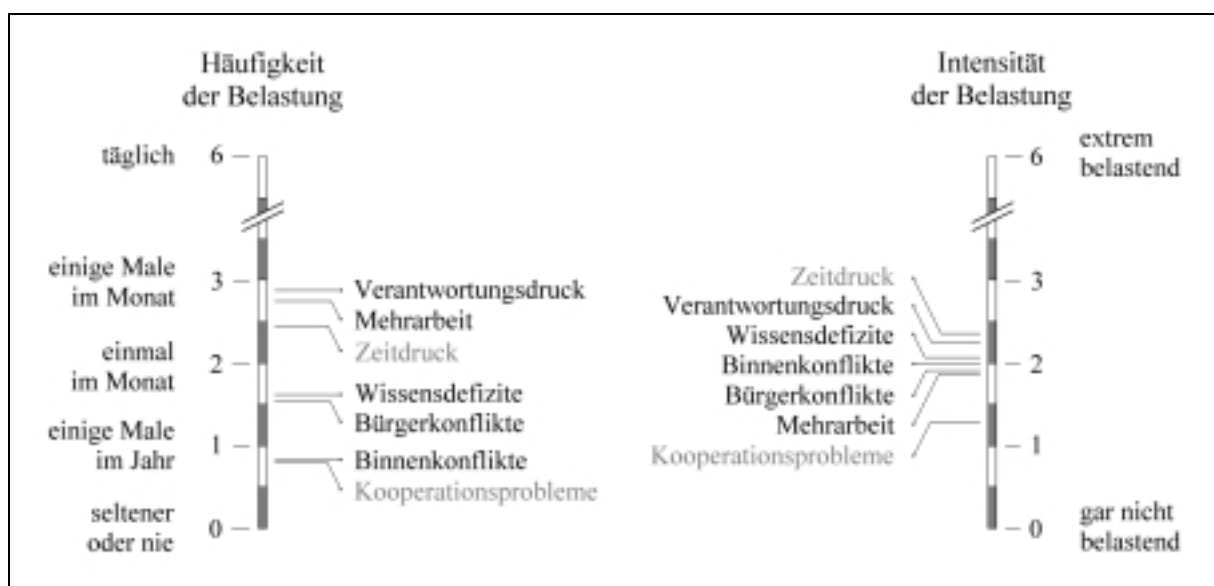 Häufigkeit
der Belastung
täglich
6
einige Male
im Monat
3
Verantwortungsdruck
Mehrarbeit
Zeitdruck
einmal
im Monat
2
Wissensdefizite
Bürgerkonflikte
einige Male
im Jahr
1
Binnenkonflikte
Kooperationsprobleme
seltener
oder nie
0
Intensität
der Belastung
6
extrem
belastend
3
Zeitdruck
Verantwortungsdruck
Wissensdefizite
2
Binnenkonflikte
Bürgerkonflikte
Mehrarbeit
1
Kooperationsprobleme
0
gar nicht
belastend